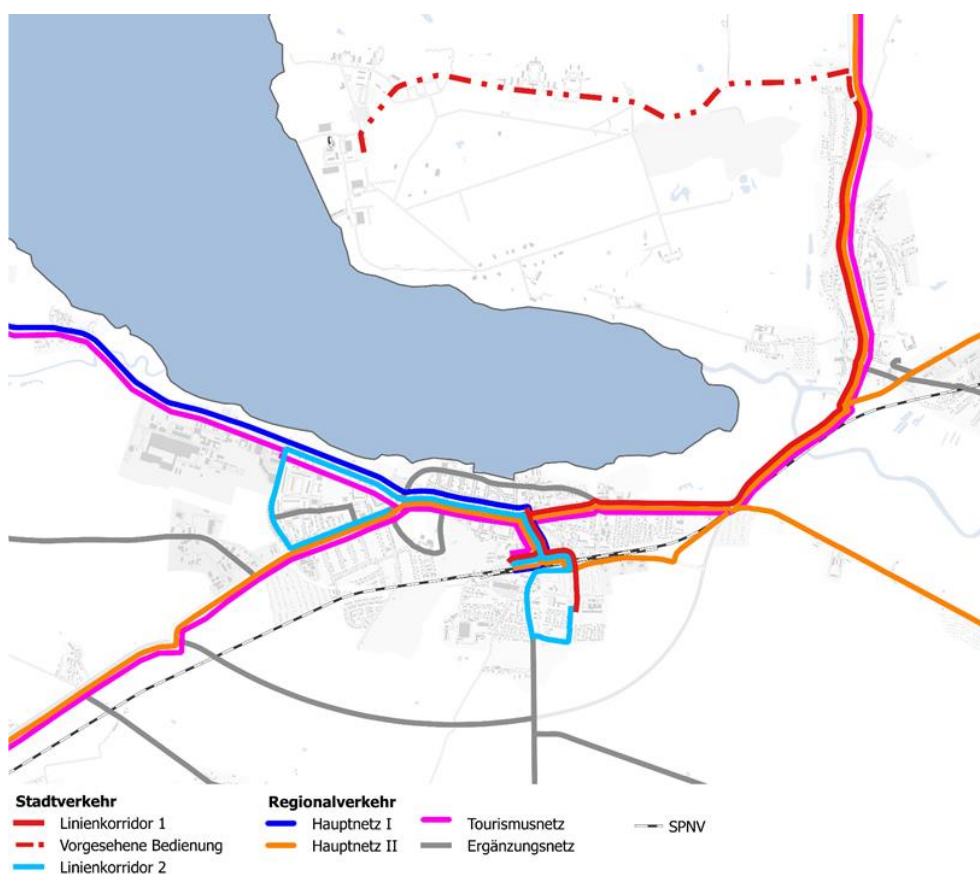 Stadtverkehr
Linienkorridor 1
Vorgesehene Bedienung
Linienkorridor 2
Regionalverkehr
Hauptnetz I
Hauptnetz II
Tourismusnetz
Ergänzungsnetz
SPNV